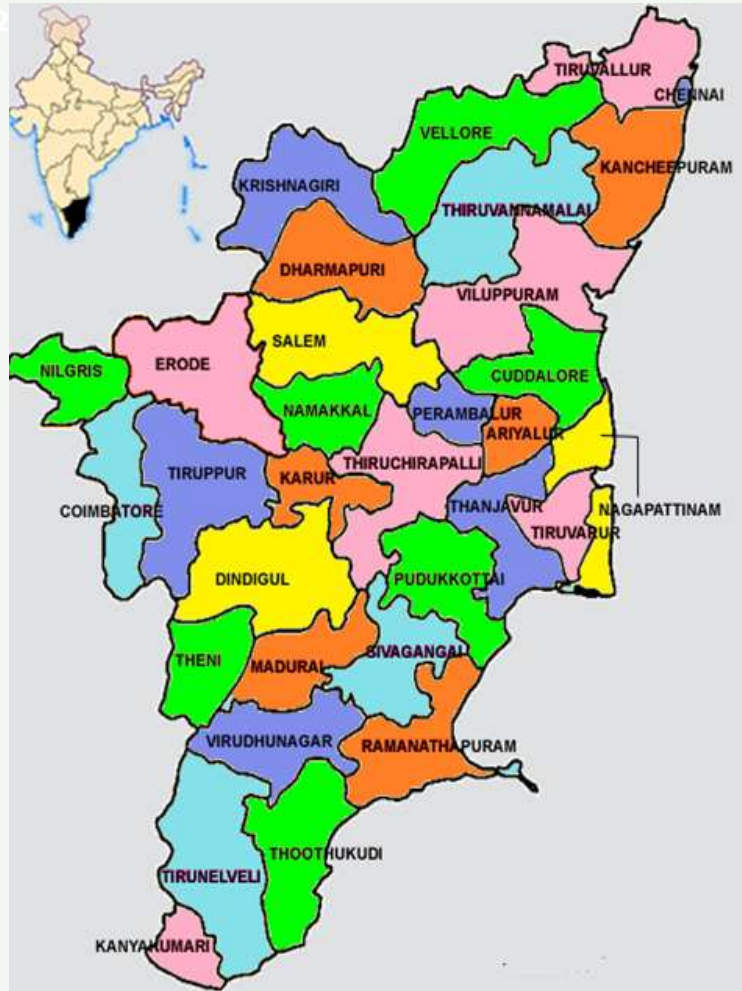 2
TIRUVALLUR
CHENNAI
VELLORE
KANCHEEPURAM
KRISHNAGIRI
THIRUVANNAMALAI
DHARMAPURI
VILUPPURAM
SALEM
ERODE
NILGRIS
CUDDALORE
NAMAKKAL
PERAMBALUR
ARIYALUR
THIRUCHIRAPALLI
TIRUPPUR
KARUR
THANJAVUR
NAGAPATTINAM
COIMBATORE
TIRUVARUR
DINDIGUL
PUDUKKOTTAI
SIVAGANGAI
THENI
MADURAI
VIRUDHUNAGAR
RAMANATHAPURAM
THOOTHUKUDI
TIRUNELVELI
KANYAKUMARI